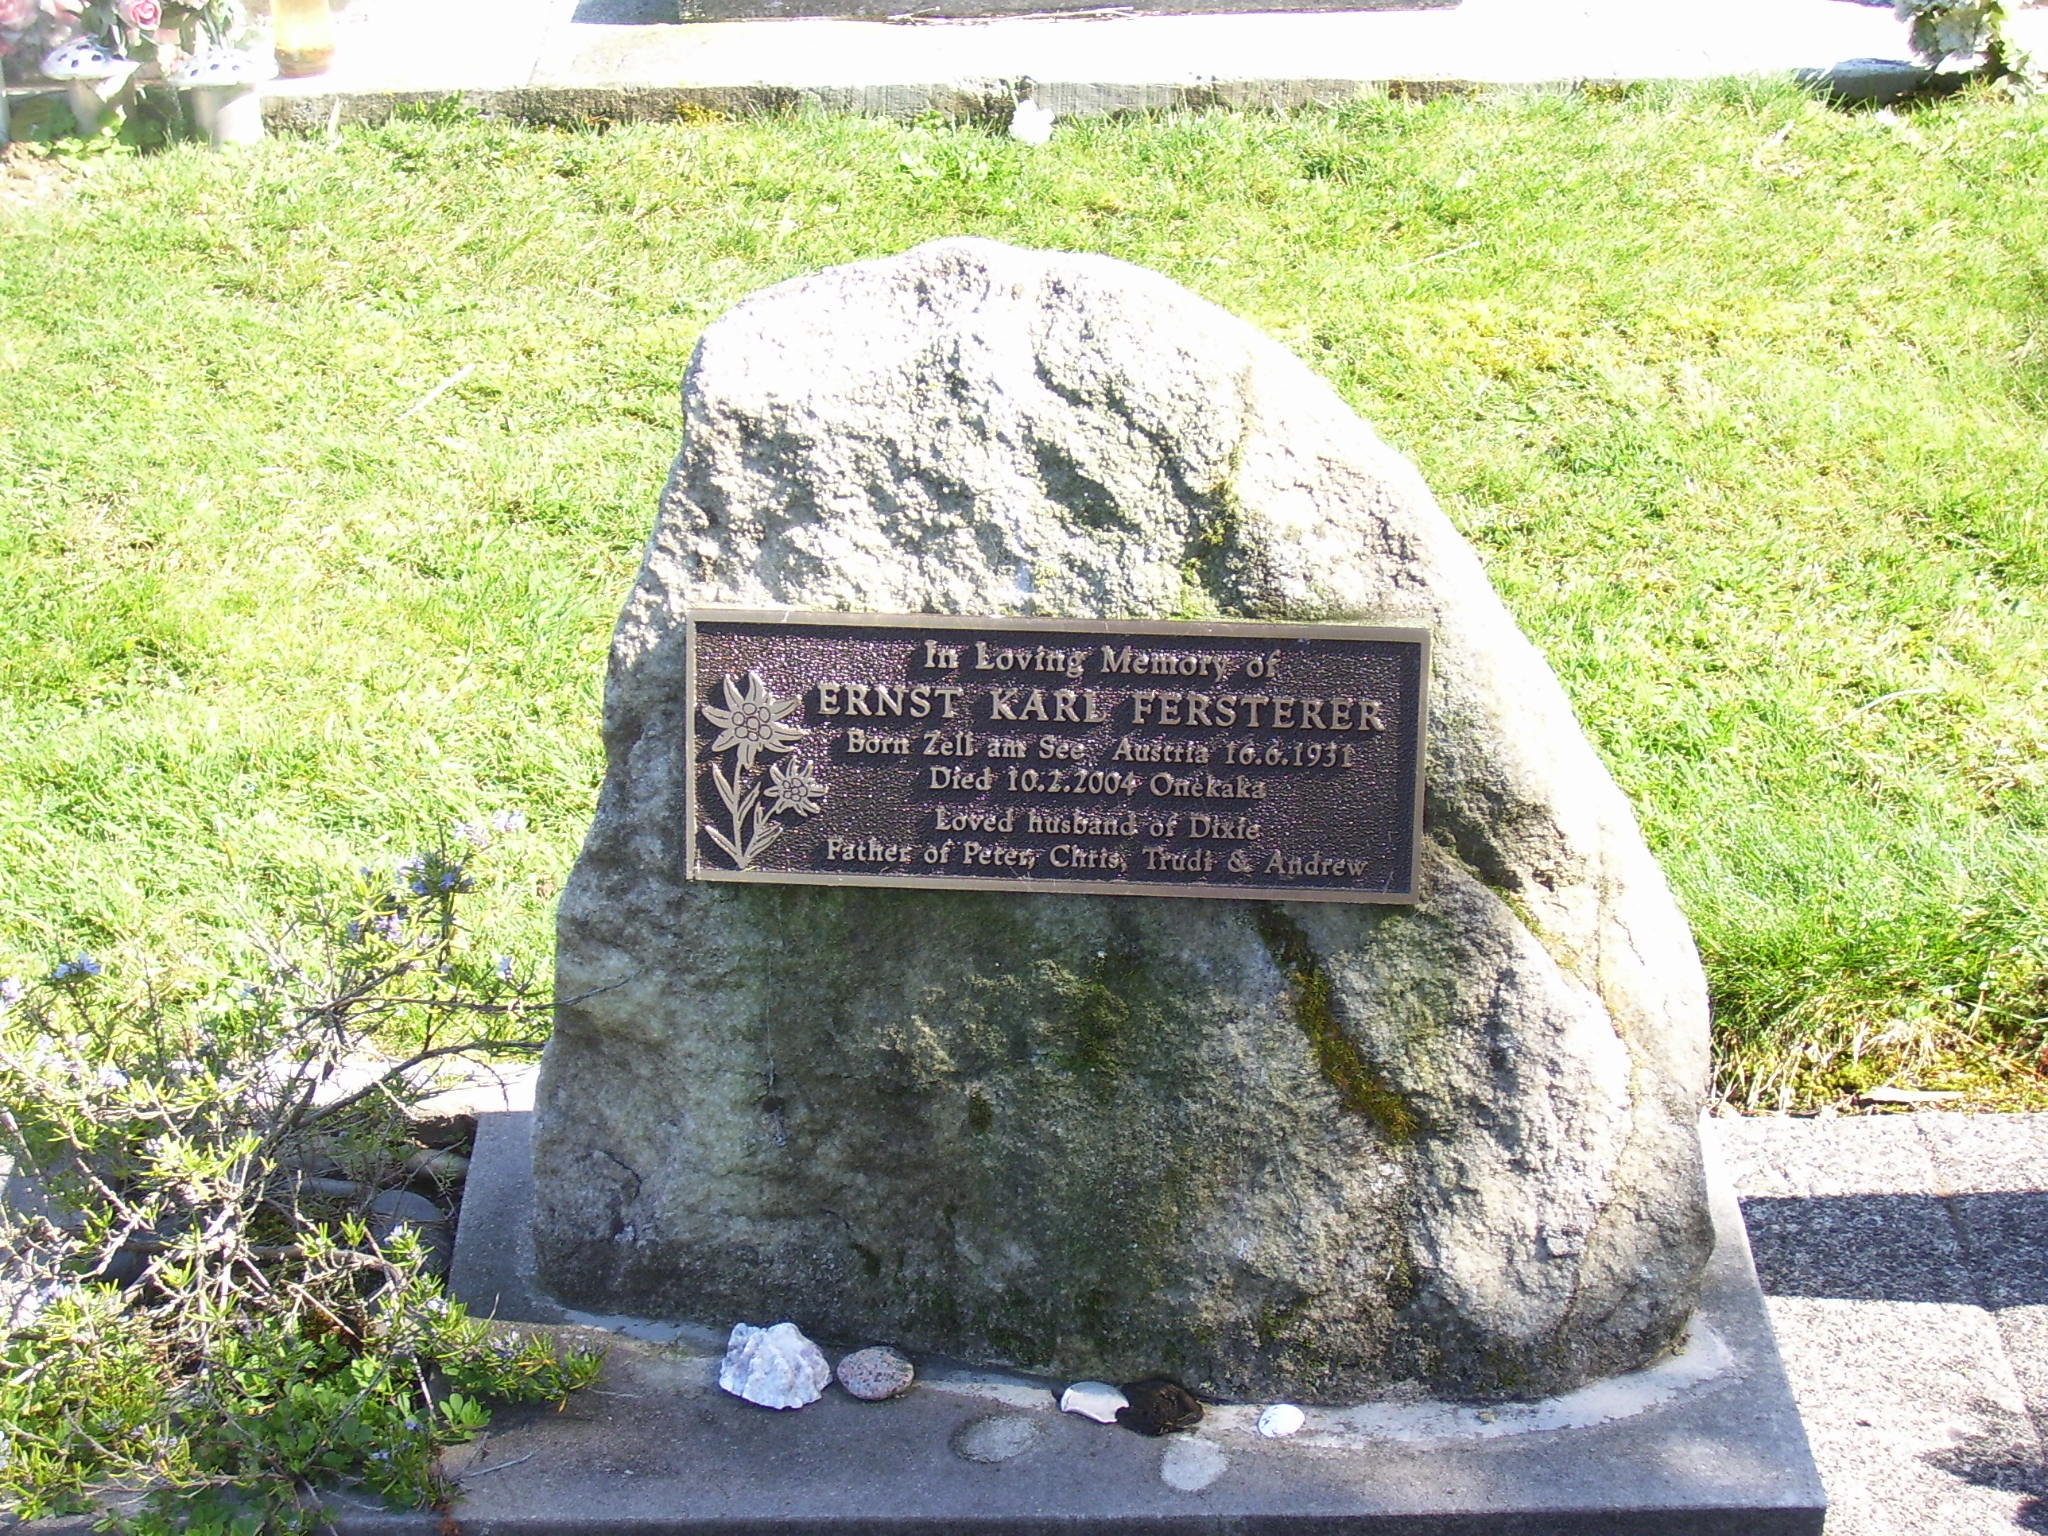 In Loving Memory of
ERNST KARL FERSTERER
Born Zell am See, Austria 16.6.1931
Died 10.2.2004 Onekaka
Loved husband of Dixie
Father of Peter, Chris, Trudi & Andrew